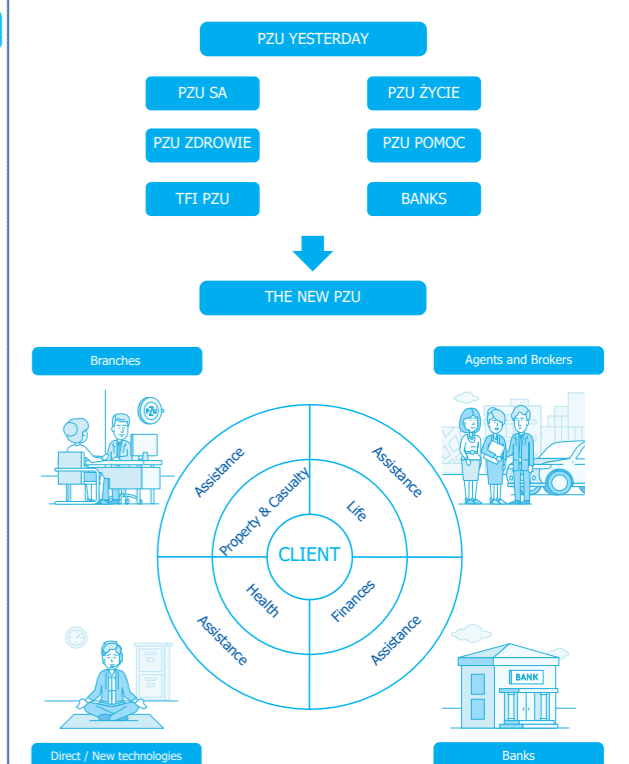 PZU YESTERDAY
PZU SA
PZU ŻYCIE
PZU ZDROWIE
PZU POMOC
TFI PZU
BANKS
THE NEW PZU
Branches
Agents and Brokers
PZU
Assistance
Assistance
Property & Casualty
Life
CLIENT
Health
Finances
Assistance
Assistance
BANK
Direct / New technologies
Banks